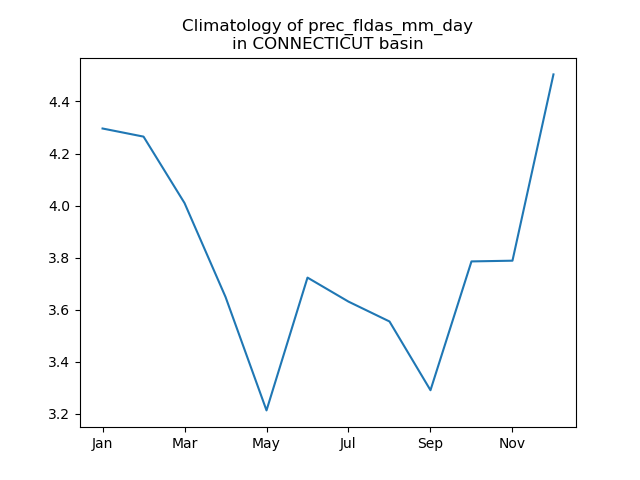 Climatology of prec_fldas_mm_day
in CONNECTICUT basin
4.4
4.2
4.0
3.8
3.6
3.4
3.2
Jan Mar May Jul Sep Nov